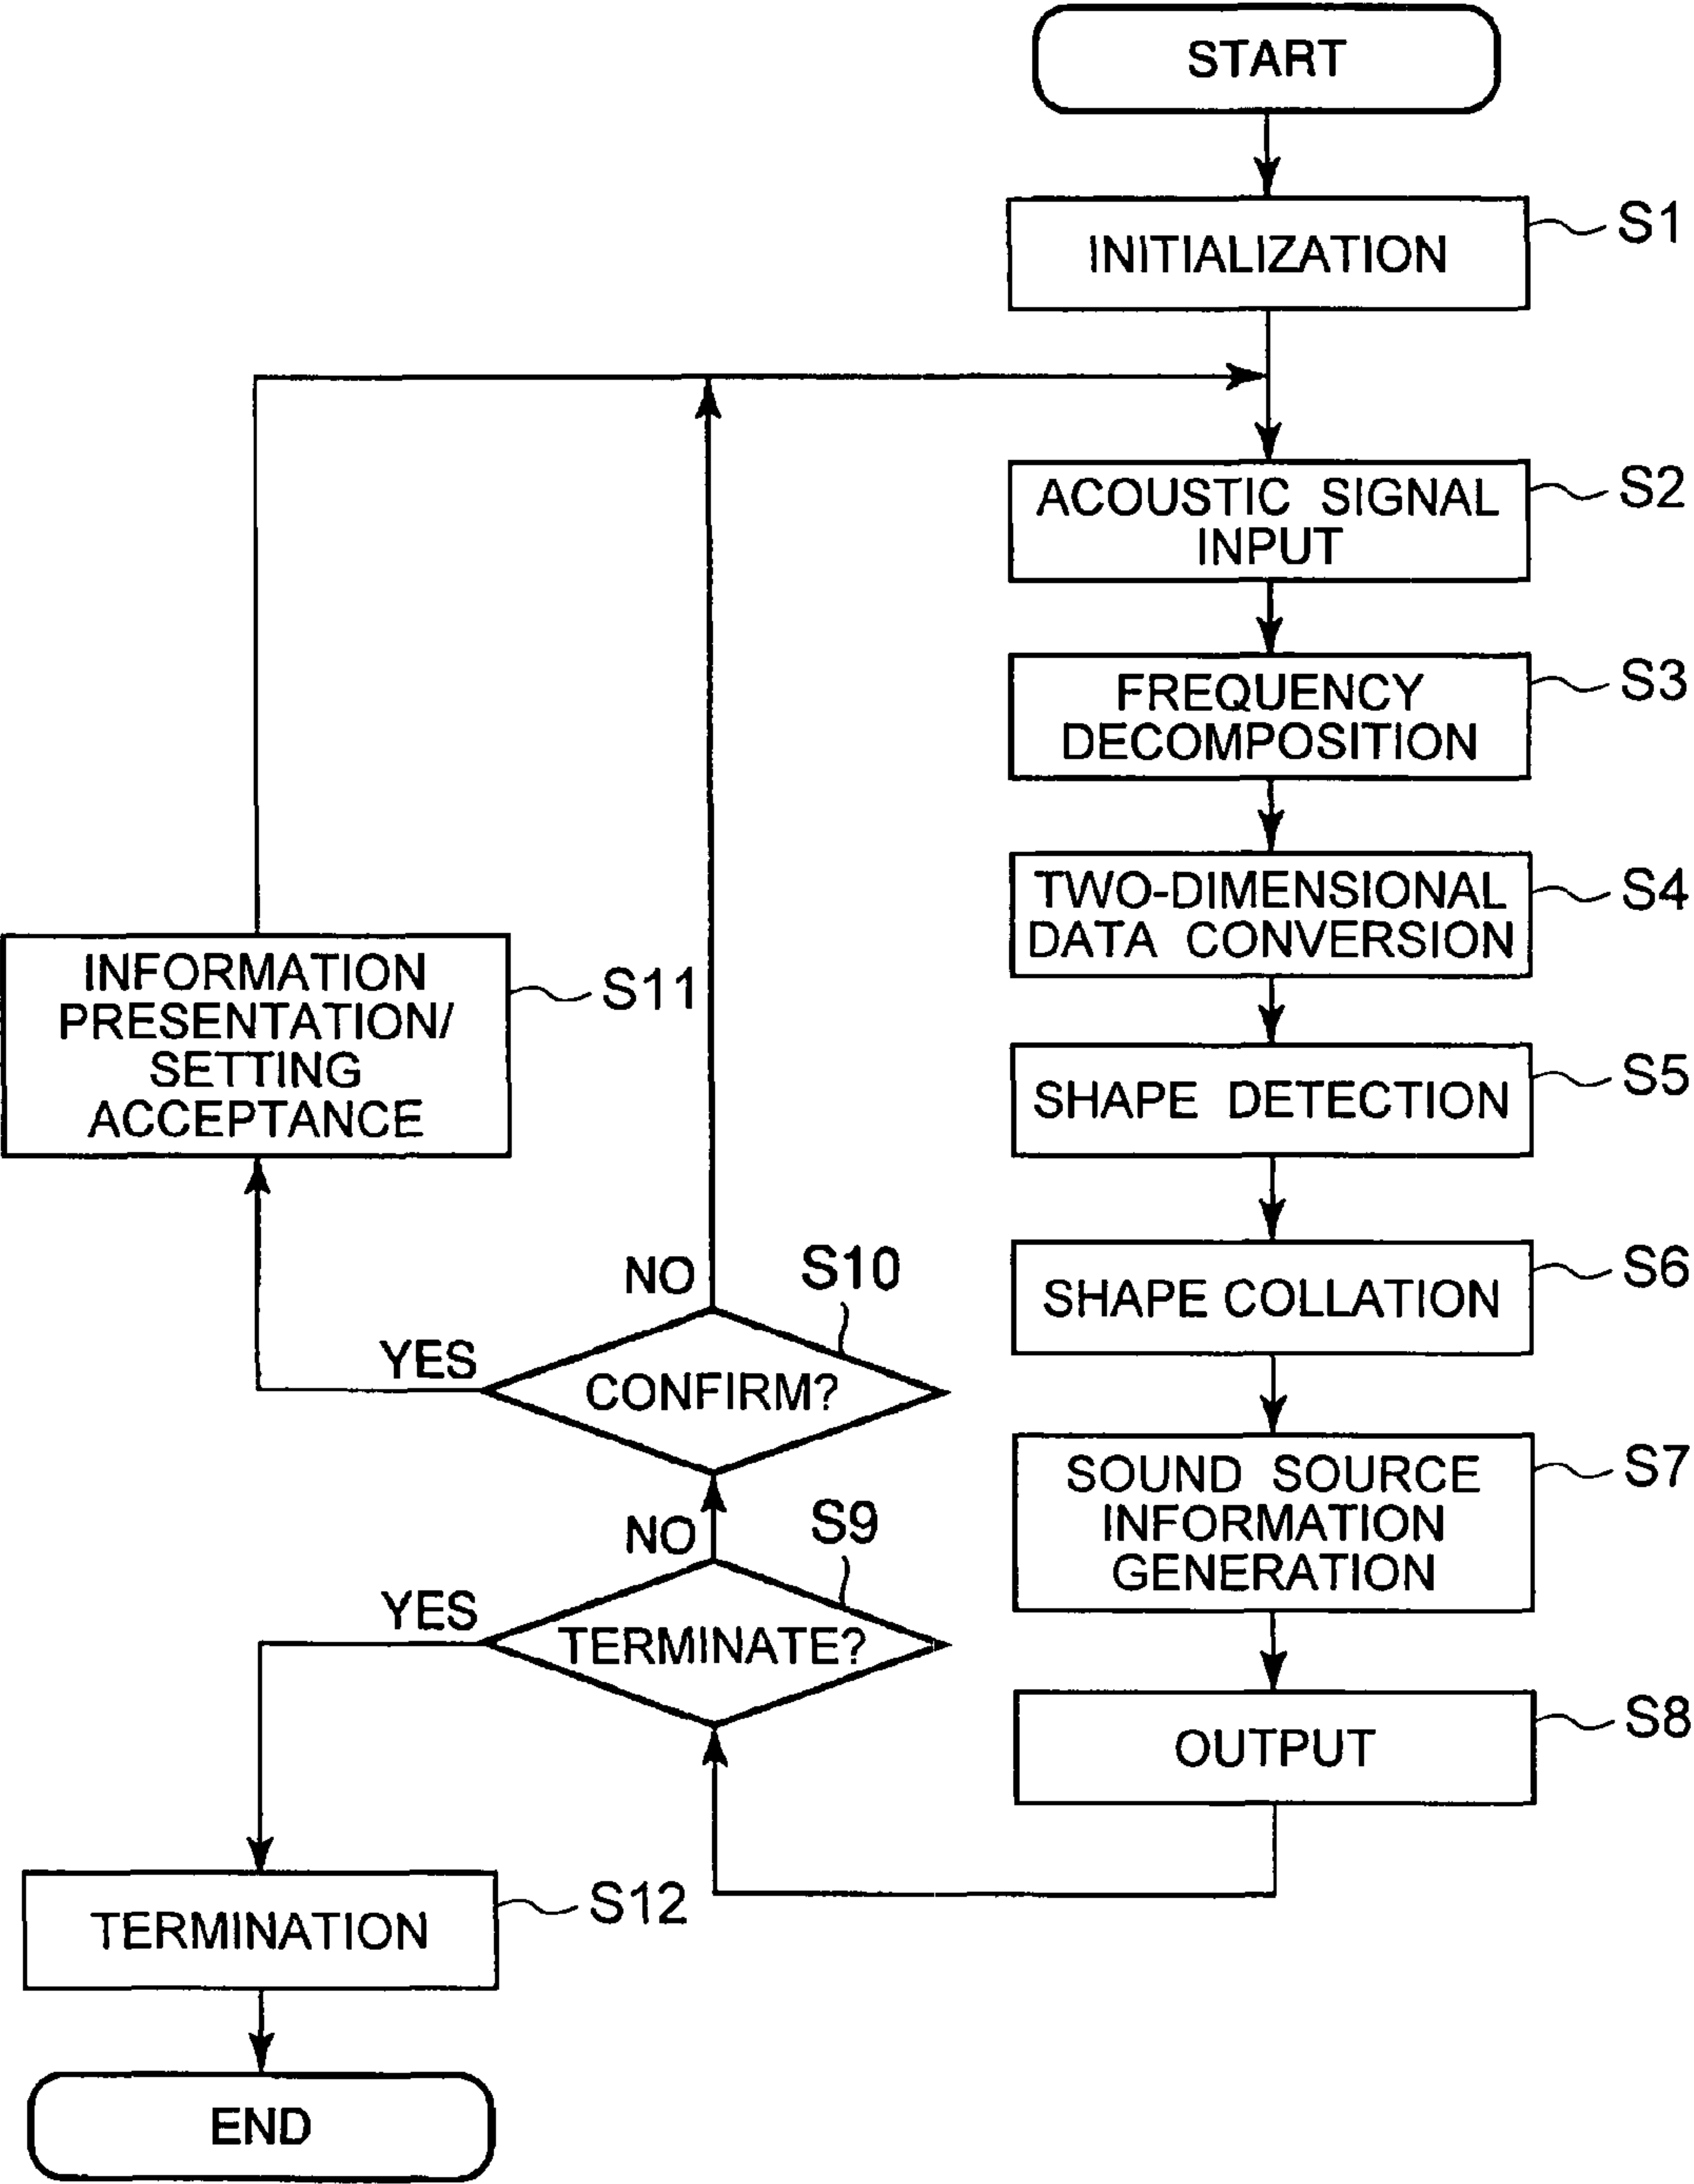 START
INITIALIZATION
S1
ACOUSTIC SIGNAL
INPUT
S2
FREQUENCY
DECOMPOSITION
S3
TWO-DIMENSIONAL
DATA CONVERSION
S4
SHAPE DETECTION
S5
SHAPE COLLATION
S6
SOUND SOURCE
INFORMATION
GENERATION
S7
OUTPUT
S8
TERMINATE?
S9
NO
YES
CONFIRM?
S10
NO
YES
INFORMATION
PRESENTATION/
SETTING
ACCEPTANCE
S11
TERMINATION
S12
END